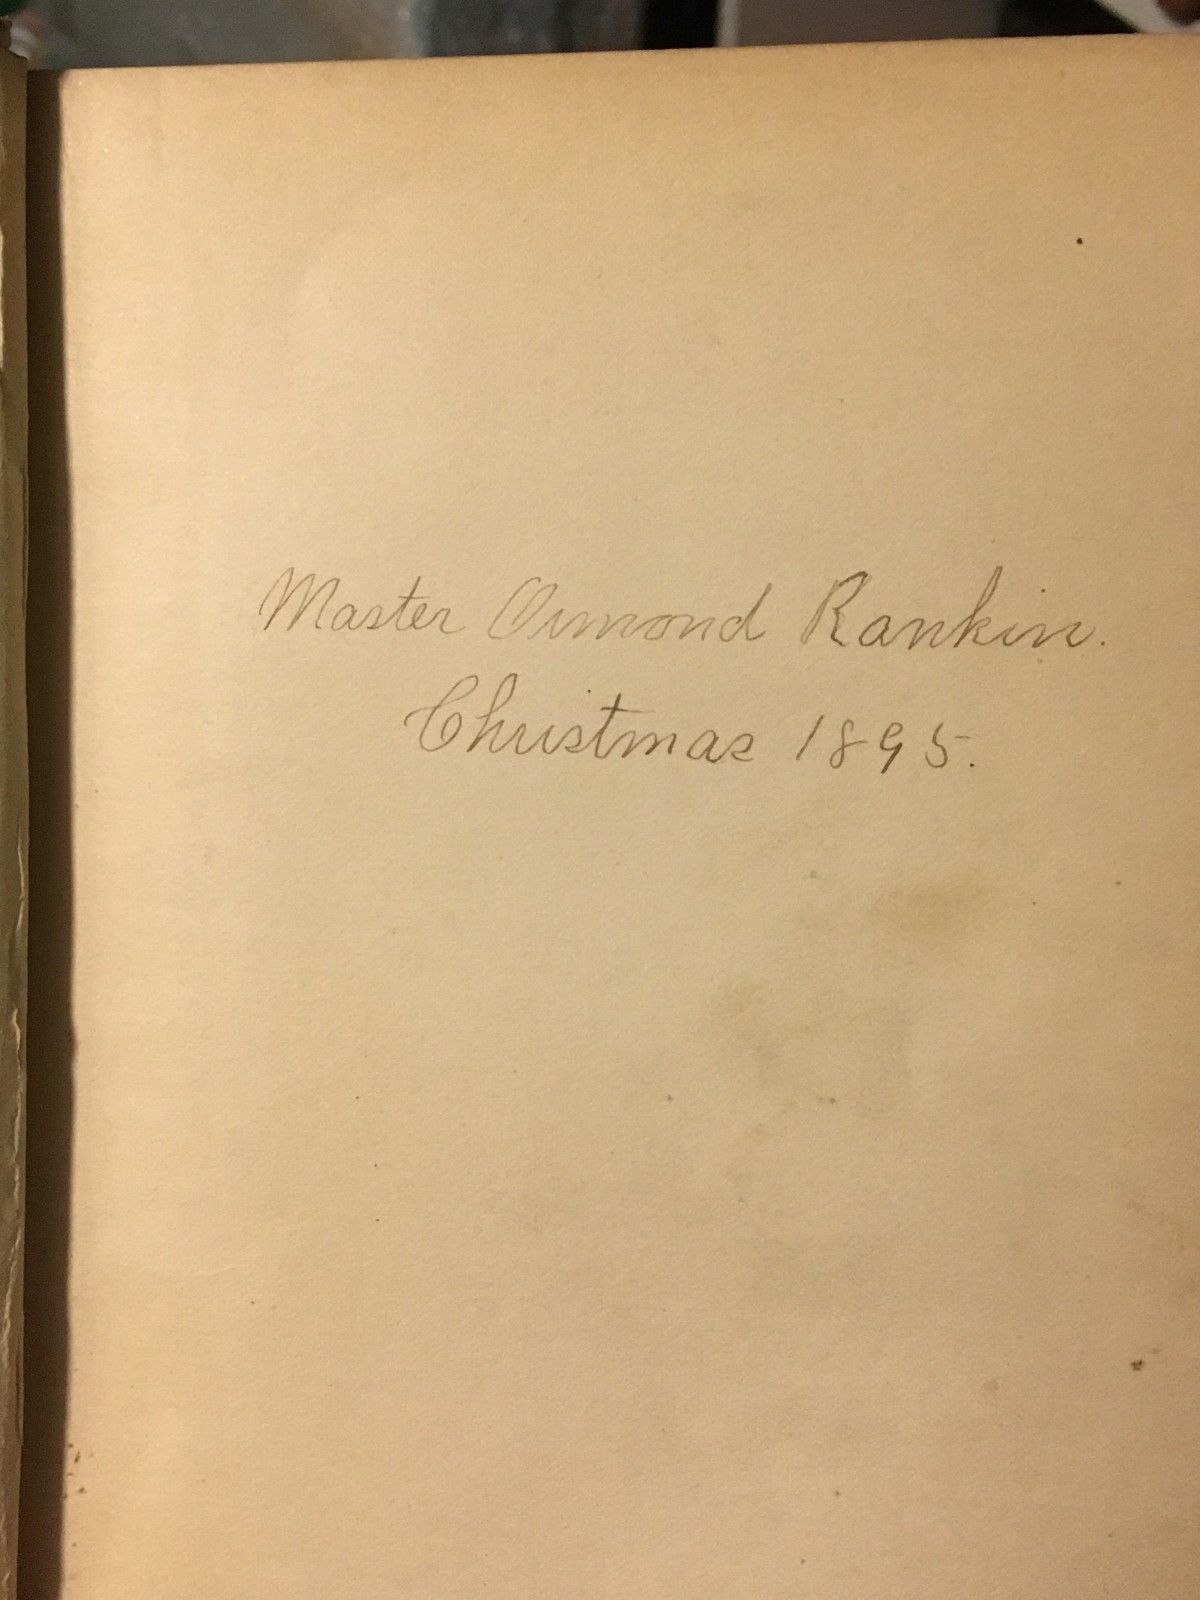 Master Ormond Rankin.
Christmas 1895.